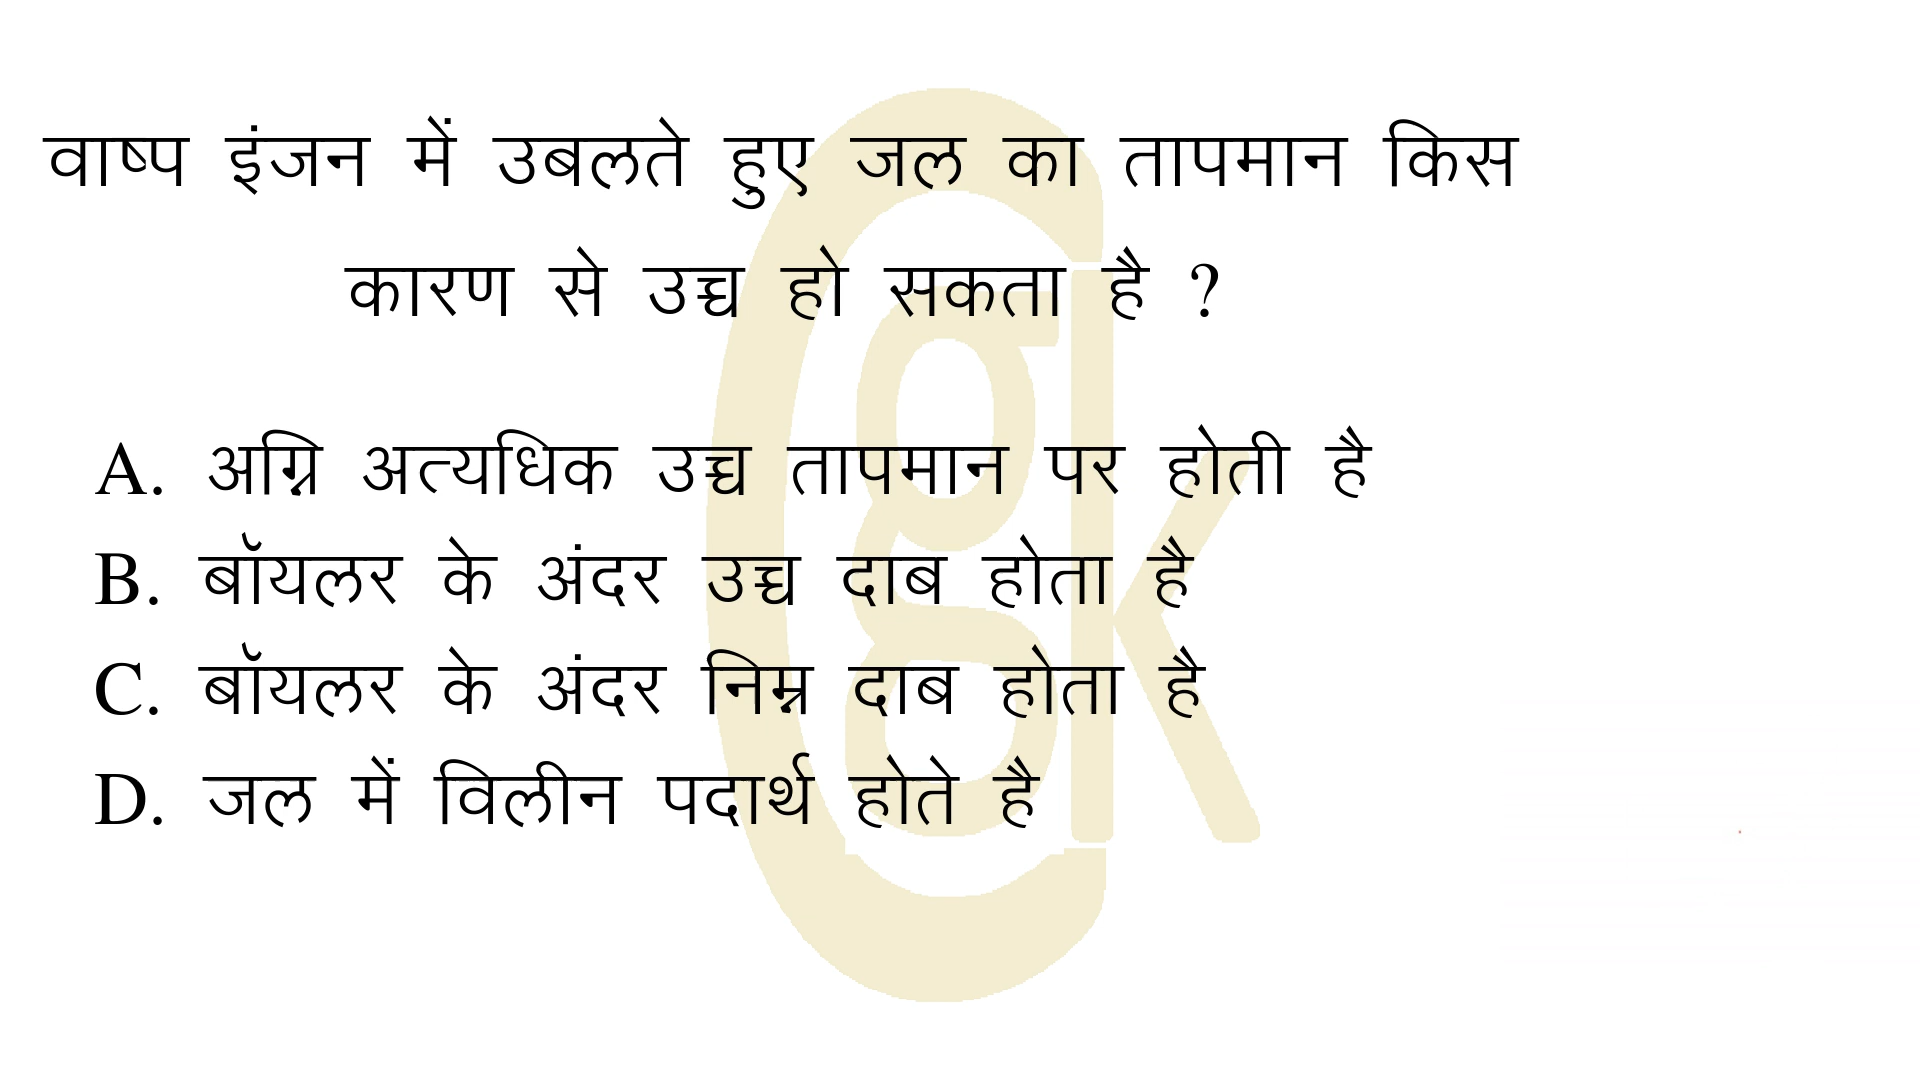 वाष्प इंजन में उबलते हुए जल का तापमान किस
कारण से उच्च हो सकता है ?
A. अग्नि अत्यधिक उच्च तापमान पर होती है
B. बॉयलर के अंदर उच्च दाब होता है
C. बॉयलर के अंदर निम्न दाब होता है
D. जल में विलीन पदार्थ होते है